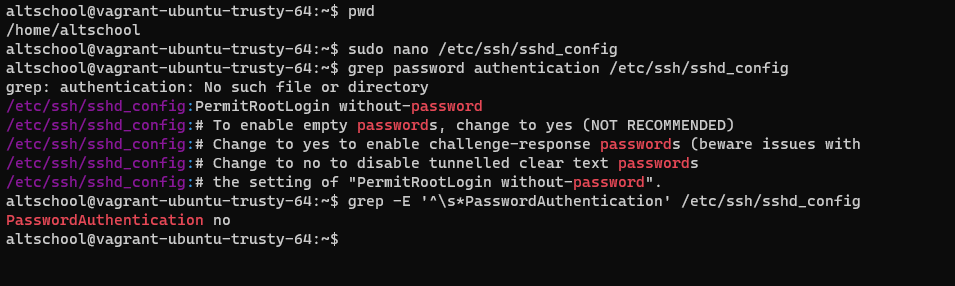 altschool@vagrant-ubuntu-trusty-64:~$ pwd
/home/altschool
altschool@vagrant-ubuntu-trusty-64:~$ sudo nano /etc/ssh/sshd_config
altschool@vagrant-ubuntu-trusty-64:~$ grep password authentication /etc/ssh/sshd_config
grep: authentication: No such file or directory
/etc/ssh/sshd_config:PermitRootLogin without-password
/etc/ssh/sshd_config:# To enable empty passwords, change to yes (NOT RECOMMENDED)
/etc/ssh/sshd_config:# Change to yes to enable challenge-response passwords (beware issues with
/etc/ssh/sshd_config:# Change to no to disable tunnelled clear text passwords
/etc/ssh/sshd_config:# the setting of "PermitRootLogin without-password".
altschool@vagrant-ubuntu-trusty-64:~$ grep -E '^\s*PasswordAuthentication' /etc/ssh/sshd_config
PasswordAuthentication no
altschool@vagrant-ubuntu-trusty-64:~$